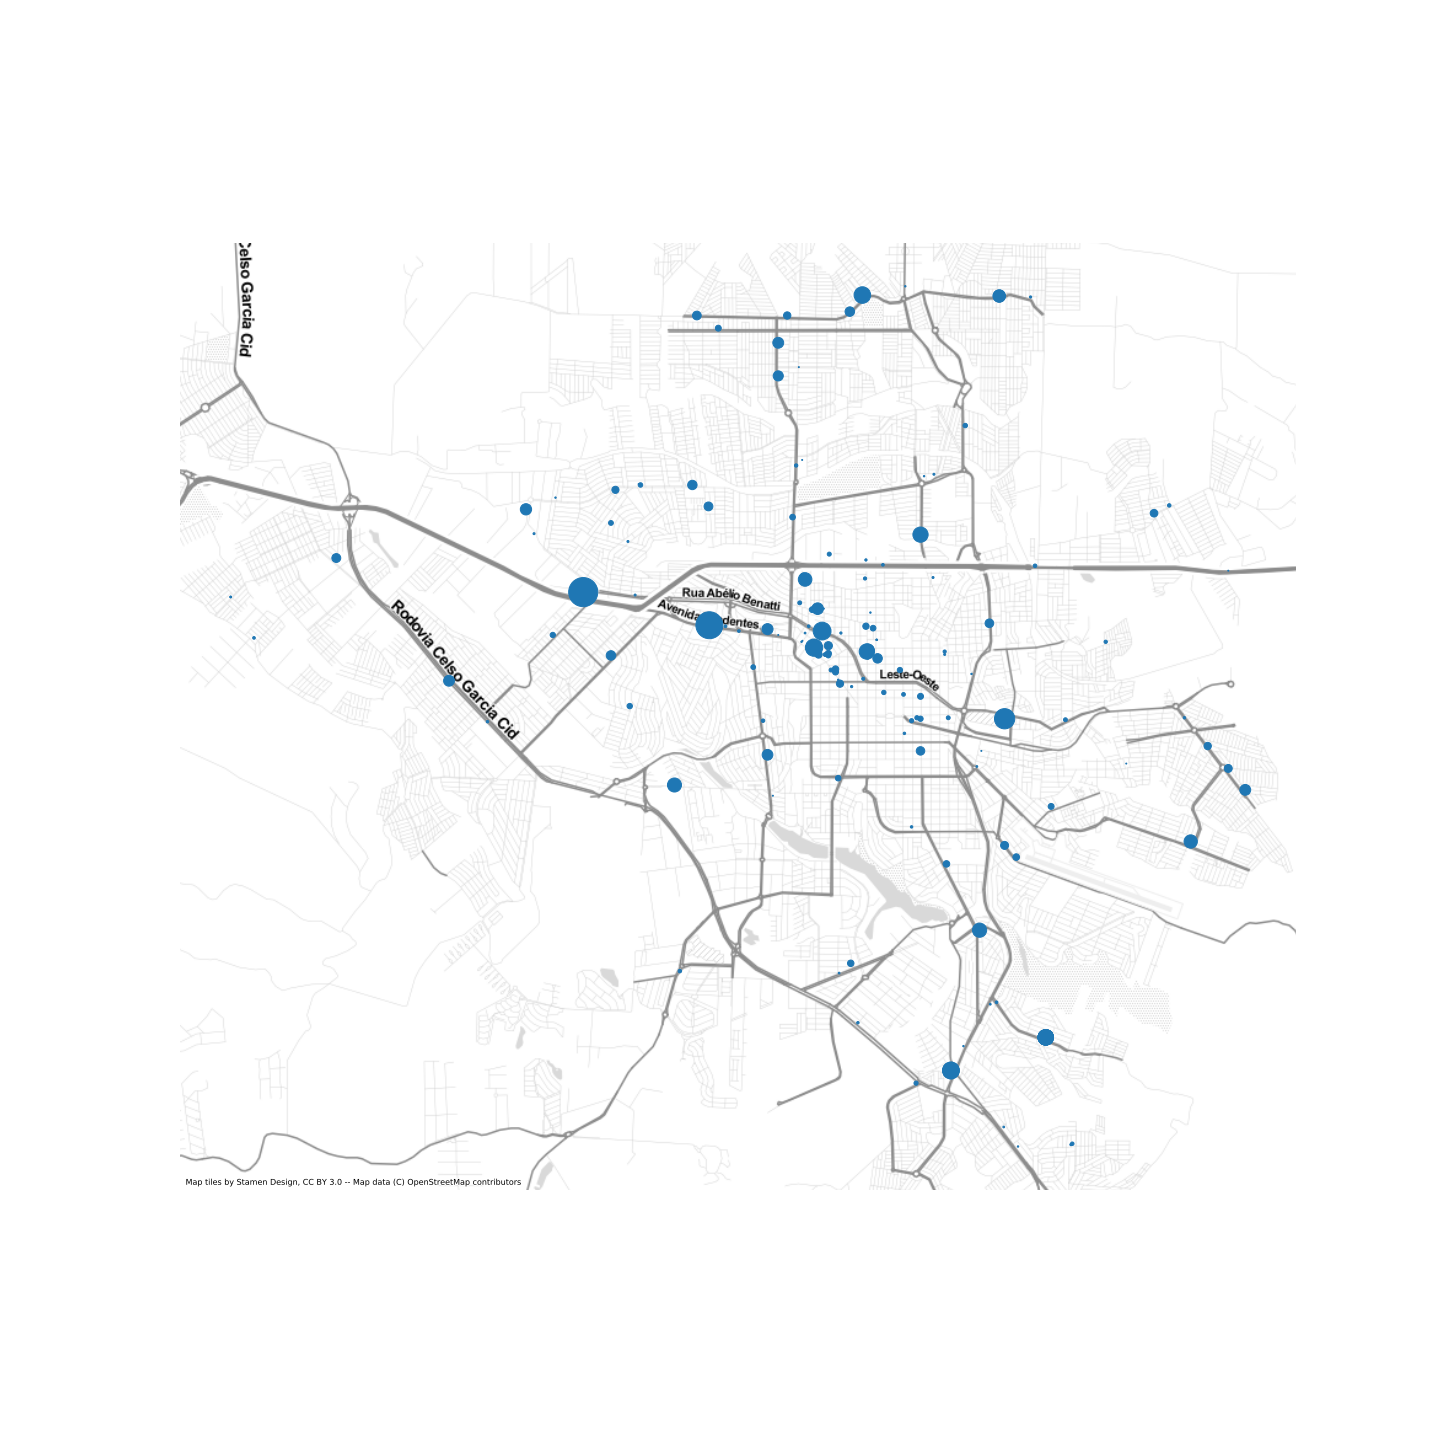 Celso Garcia Cid
Rua Abélio Benatti
Avenida
dentes
Rodovia Celso Garcia Cid
Leste-Oeste
Map tiles by Stamen Design, CC BY 3.0 -- Map data (C) OpenStreetMap contributors